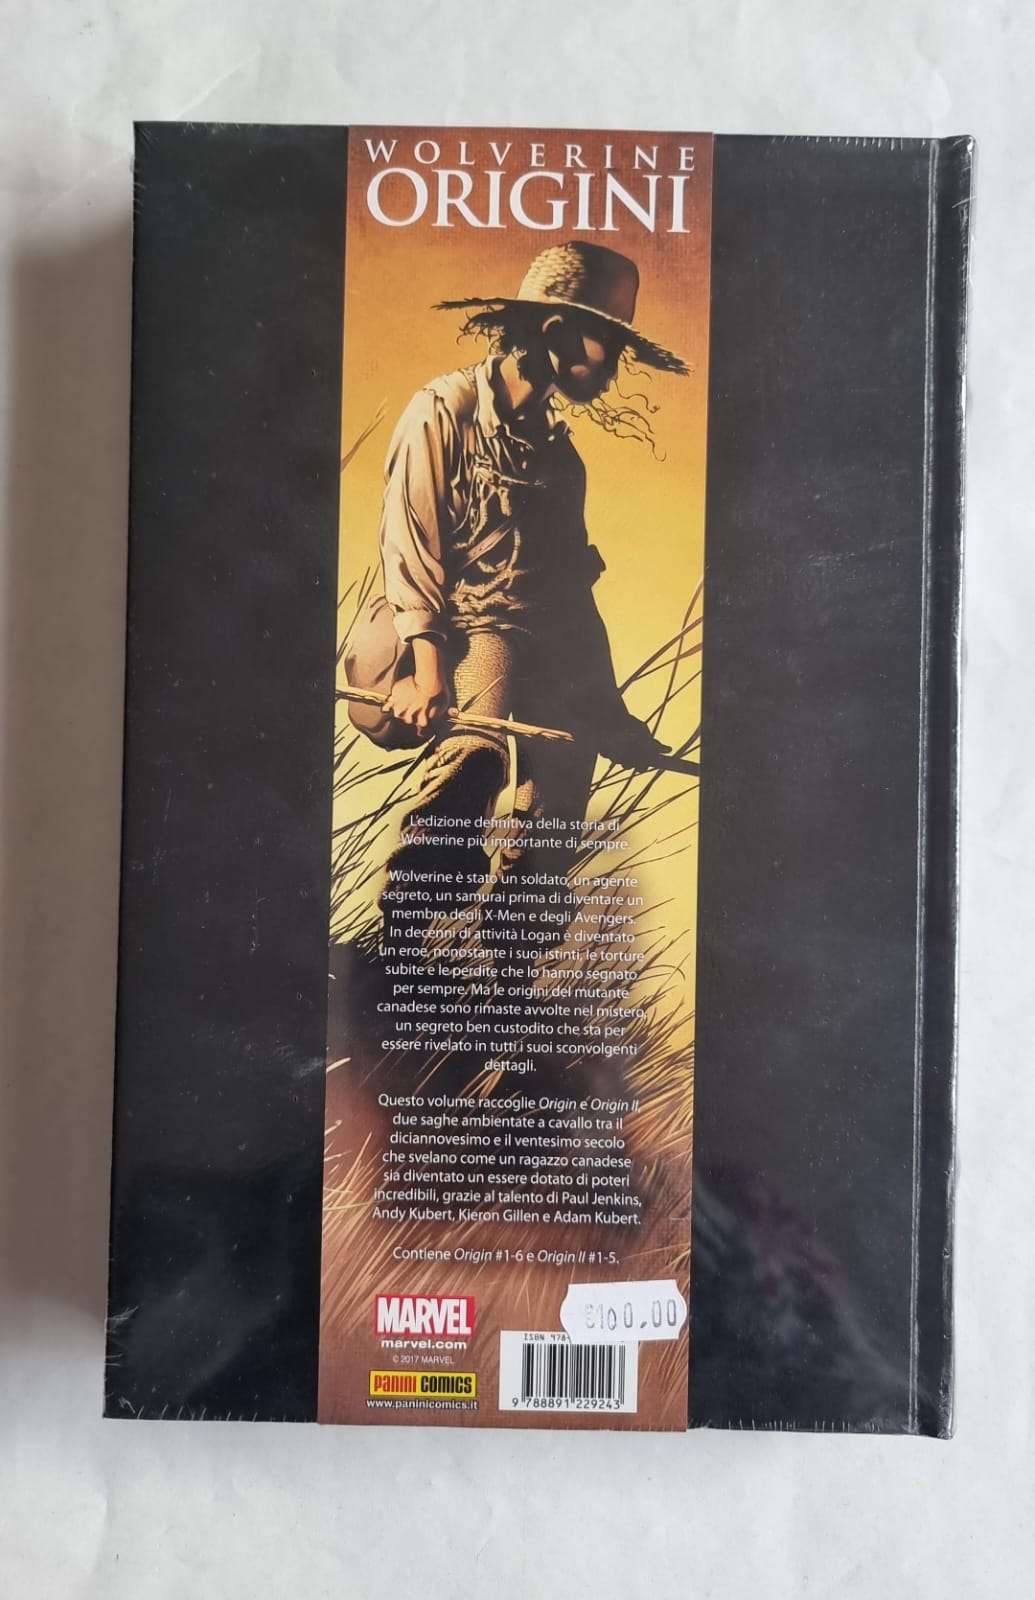 WOLVERINE
ORIGINI
L'edizione definitiva della storia di
Wolverine più importante di sempre.
Wolverine è stato un soldato, un agente
segreto, un samurai prima di diventare un
membro degli X-Men e degli Avengers.
In decenni di attività Logan è diventato
un eroe, nonostante i suoi istinti, le torture
subite e le perdite che lo hanno segnato
per sempre. Ma le origini del mutante
canadese sono rimaste avvolte nel mistero,
un segreto ben custodito che sta per
essere rivelato in tutti i suoi sconvolgenti
dettagli.
Questo volume raccoglie Origin e Origin II,
due saghe ambientate a cavallo tra il
diciannovesimo e il ventesimo secolo
che svelano come un ragazzo canadese
sia diventato un essere dotato di poteri
incredibili, grazie al talento di Paul Jenkins,
Andy Kubert, Kieron Gillen e Adam Kubert.
Contiene Origin #1-6 e Origin II #1-5.
€100,00
MARVEL
marvel.com
© 2017 MARVEL
PANINI COMICS
www.paninicomics.it
ISBN 978-
9 788891 229243